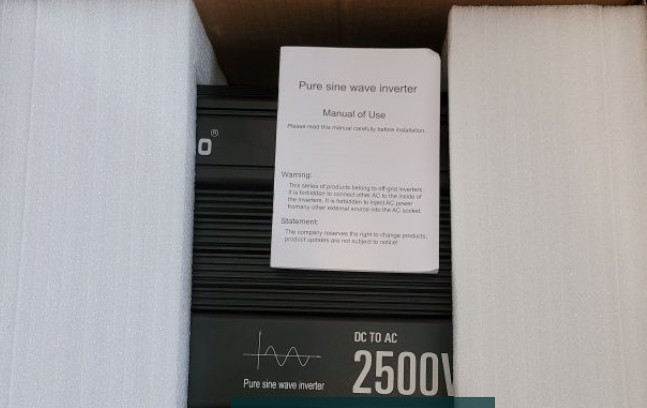 Pure sine wave inverter
Manual of Use
Please read this manual carefully before installation.
o®
Warning:
This series of products belong to off-grid inverters.
It is forbidden to connect other AC to the inside of
the inverters. It is forbidden to inject AC power
from any other external source into the AC socket.
Statement:
The company reserves the right to change products,
product updates are not subject to notice!
DC TO AC
2500W
Pure sine wave inverter